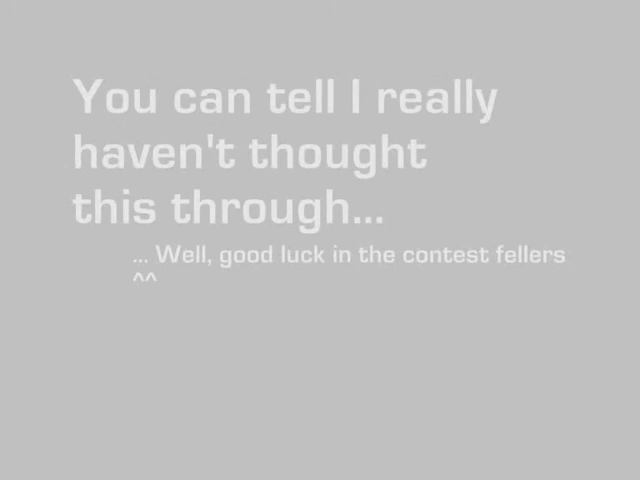 You can tell I really
haven't thought
this through...
... Well, good luck in the contest fellers
^^